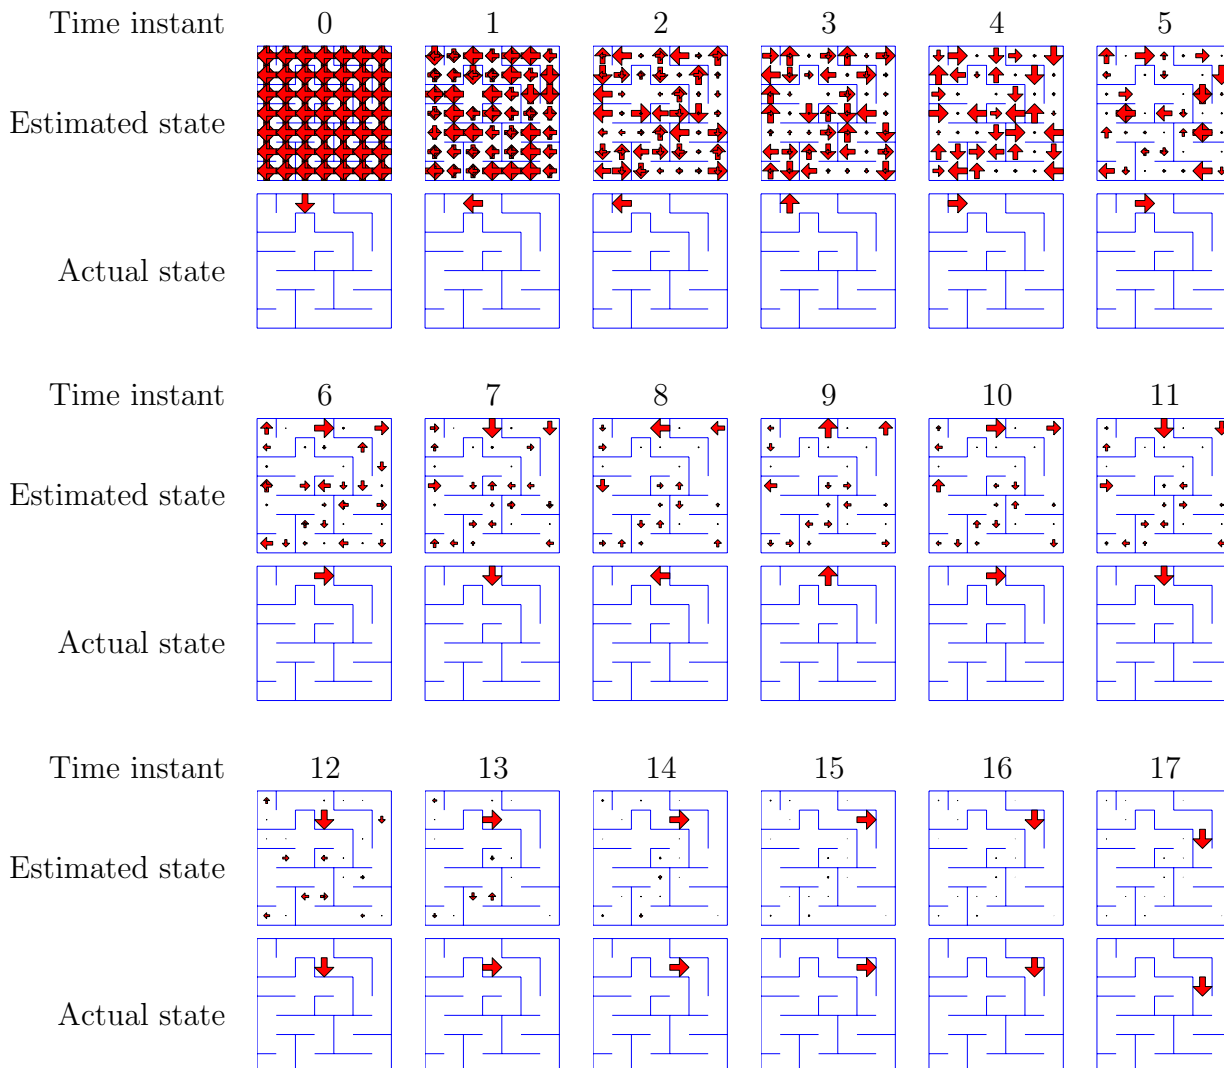 Time instant 0 1 2 3 4 5
Estimated state
Actual state
Time instant 6 7 8 9 10 11
Estimated state
Actual state
Time instant 12 13 14 15 16 17
Estimated state
Actual state